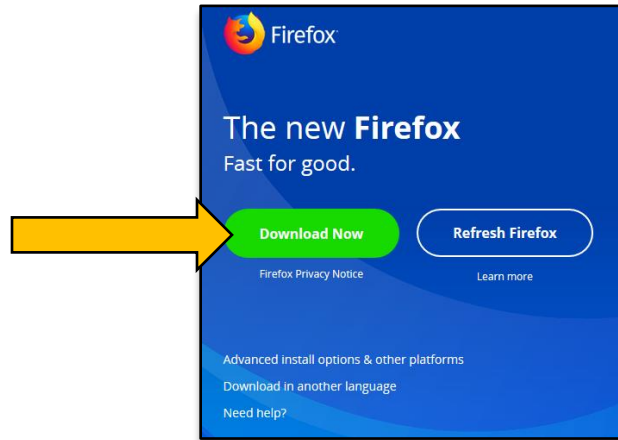 Firefox
The new Firefox
Fast for good.
Download Now
Refresh Firefox
Firefox Privacy Notice
Learn more
Advanced install options & other platforms
Download in another language
Need help?